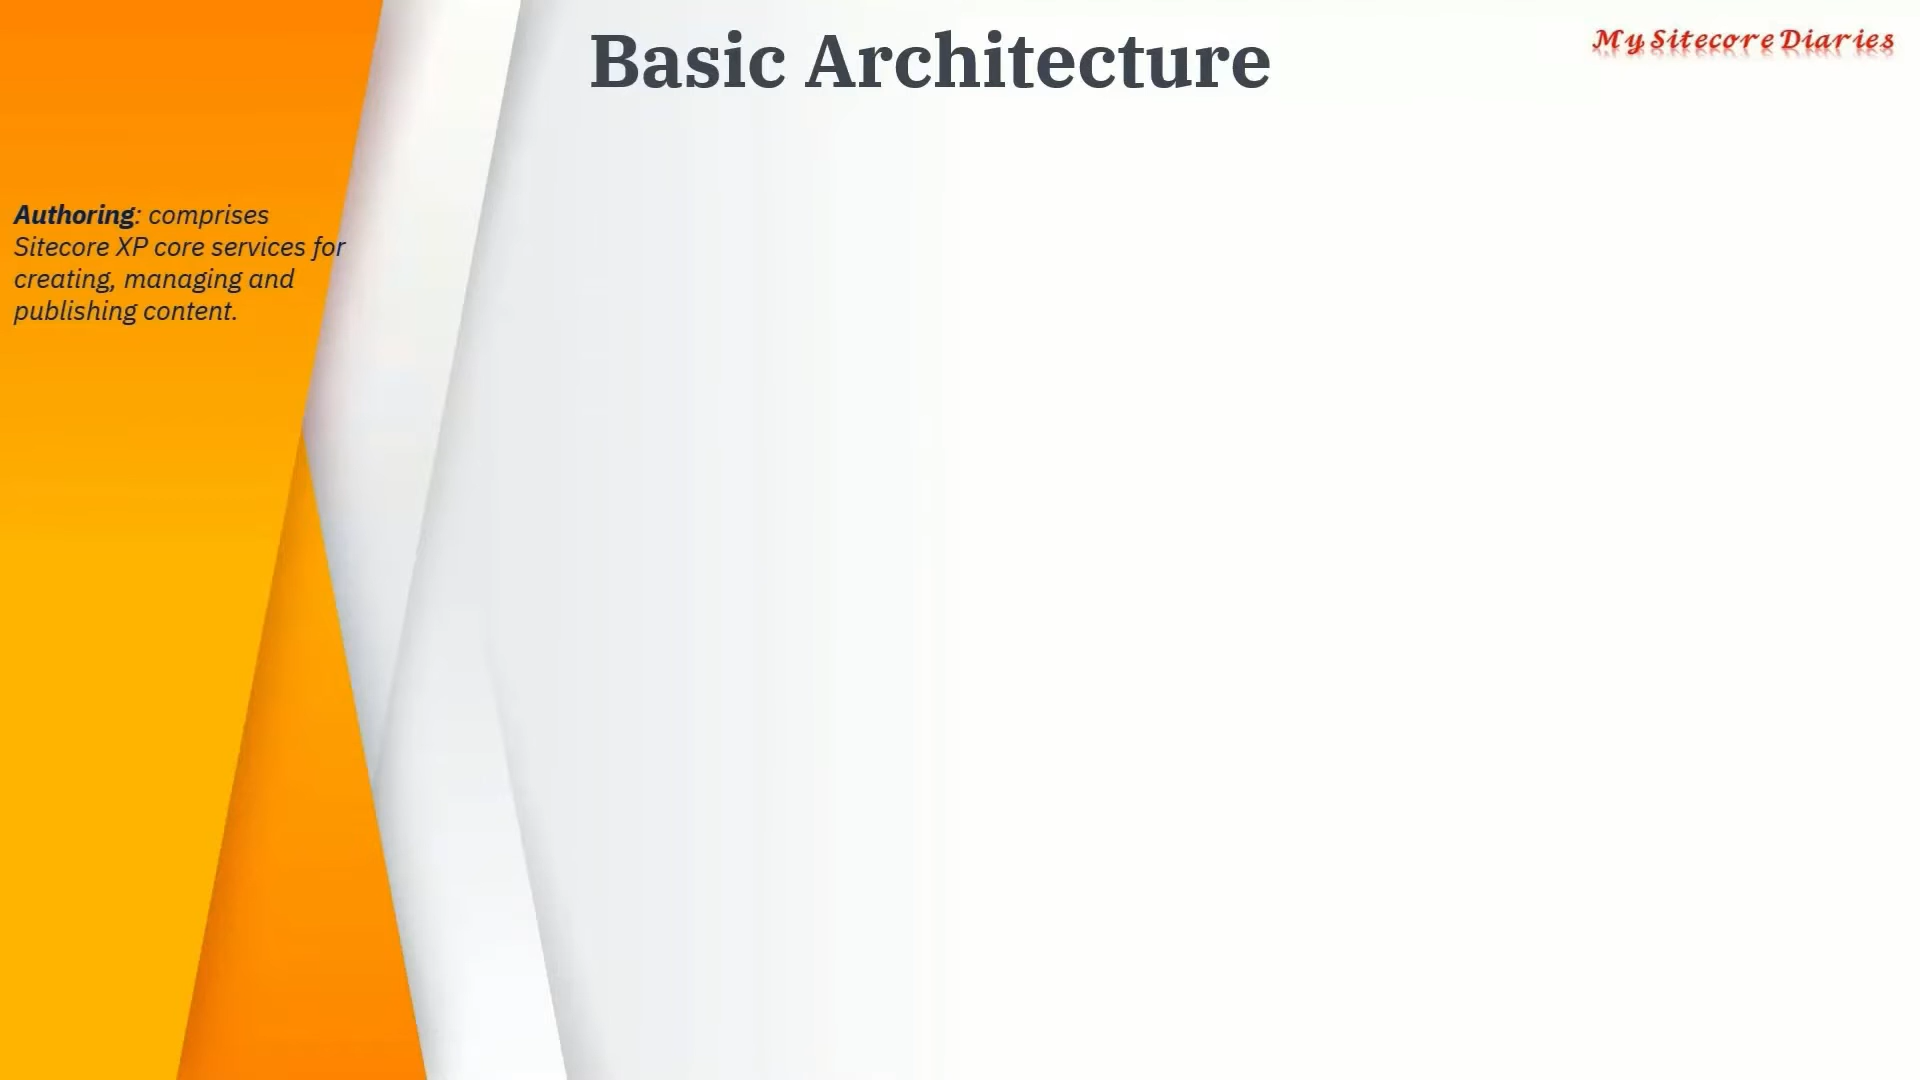 Basic Architecture
My Sitecore Diaries
Authoring: comprises
Sitecore XP core services for
creating, managing and
publishing content.